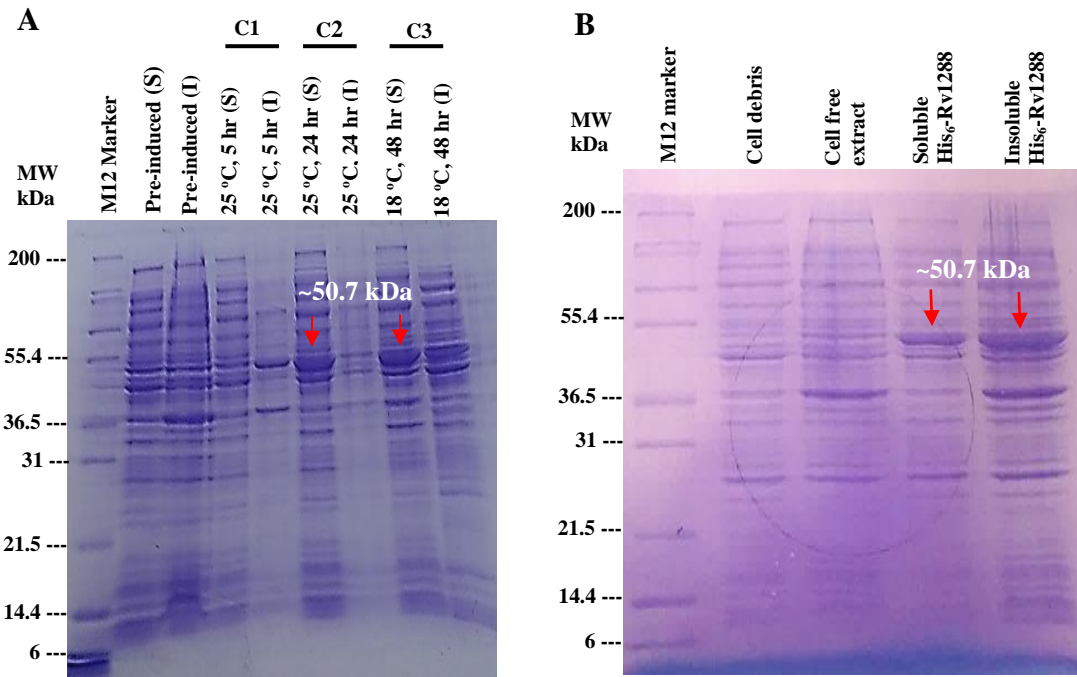 A
C1 C2 C3
MW
kDa
M12 Marker
Pre-induced (S)
Pre-induced (I)
25 ºC, 5 hr (S)
25 ºC, 5 hr (I)
25 ºC, 24 hr (S)
25 ºC. 24 hr (I)
18 ºC, 48 hr (S)
18 ºC, 48 hr (I)
200 ---
~50.7 kDa
55.4 ---
36.5 ---
31 ---
21.5 ---
14.4 ---
6 ---
B
MW
kDa
M12 marker
Cell debris
Cell free
extract
Soluble
His₆-Rv1288
Insoluble
His₆-Rv1288
200 ---
~50.7 kDa
55.4 ---
36.5 ---
31 ---
21.5 ---
14.4 ---
6 ---